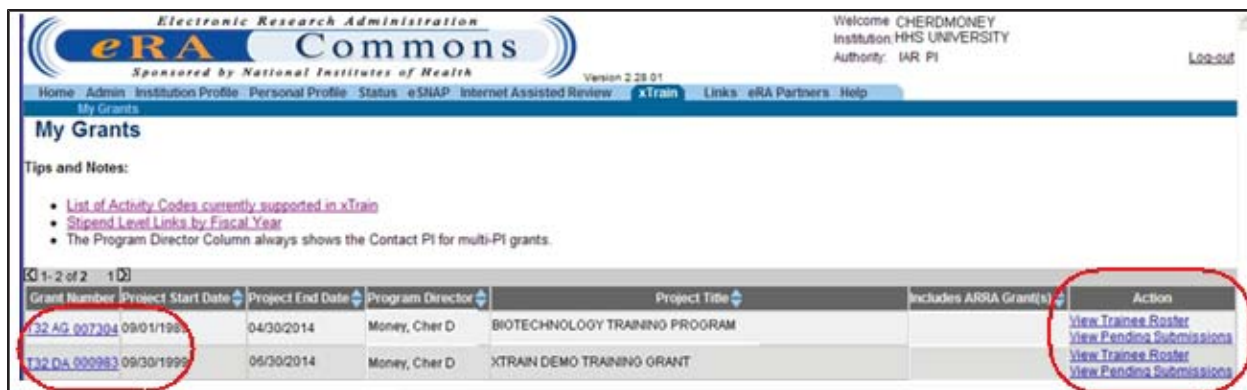 Electronic Research Administration
eRA Commons
Sponsored by National Institutes of Health
Version 2.28.01
Welcome CHERDMONEY
Institution: HHS UNIVERSITY
Authority: IAR PI
Log-out
Home Admin Institution Profile Personal Profile Status eSNAP Internet Assisted Review xTrain Links eRA Partners Help
My Grants
My Grants
Tips and Notes:
• List of Activity Codes currently supported in xTrain
• Stipend Level Links by Fiscal Year
• The Program Director Column always shows the Contact PI for multi-PI grants.
1-2 of 2 1
Grant Number Project Start Date Project End Date Program Director Project Title Includes ARRA Grant(s) Action
T32 AG 007304 09/01/198 04/30/2014 Money, Cher D BIOTECHNOLOGY TRAINING PROGRAM View Trainee Roster
View Pending Submissions
T32 DA 000983 09/30/1999 06/30/2014 Money, Cher D XTRAIN DEMO TRAINING GRANT View Trainee Roster
View Pending Submissions